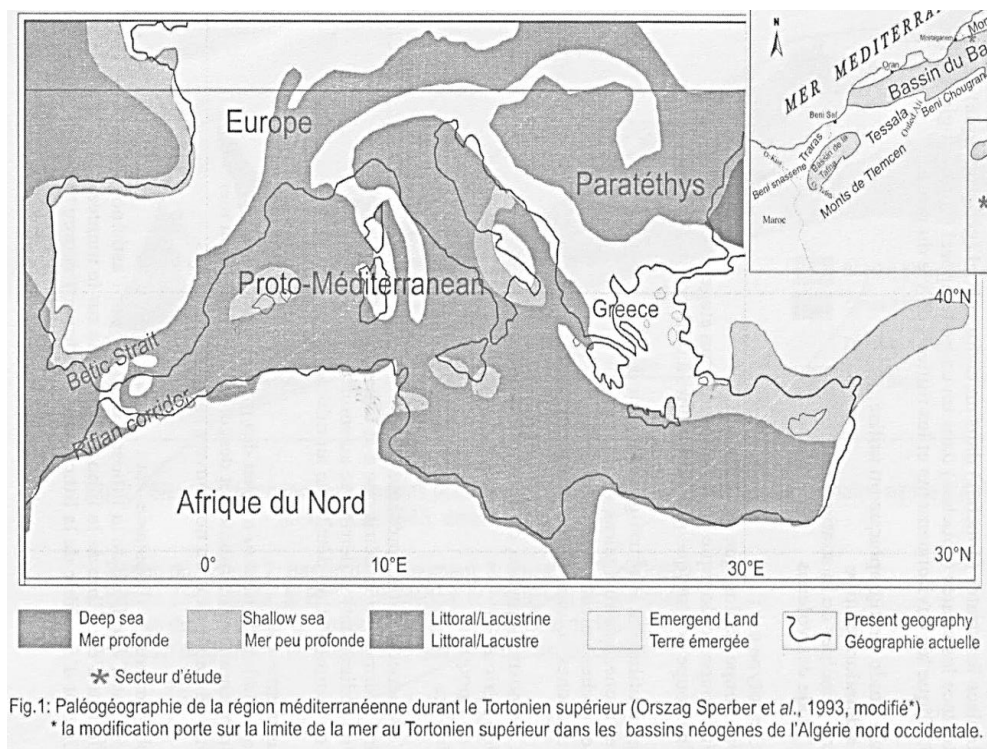 N
MER MEDITERRA
Mostaganem
Mon
Oran
Bassin du Ba
Beni Chougran
Ouled Ali
Tessala
Beni Saf
Traras
Bassin de la
Tafna
Beni snassene
Monts de Tlemcen
Maroc
Europe
Paratéthys
Proto-Méditerranean
Greece
40°N
Betic Strait
Rifian corridor
Afrique du Nord
0°
10°E
30°E
30°N
Deep sea
Mer profonde
Shallow sea
Mer peu profonde
Littoral/Lacustrine
Littoral/Lacustre
Emergend Land
Terre émergée
Present geography
Géographie actuelle
* Secteur d'étude
Fig.1: Paléogéographie de la région méditerranéenne durant le Tortonien supérieur (Orszag Sperber et al., 1993, modifié*)
* la modification porte sur la limite de la mer au Tortonien supérieur dans les bassins néogènes de l'Algérie nord occidentale.